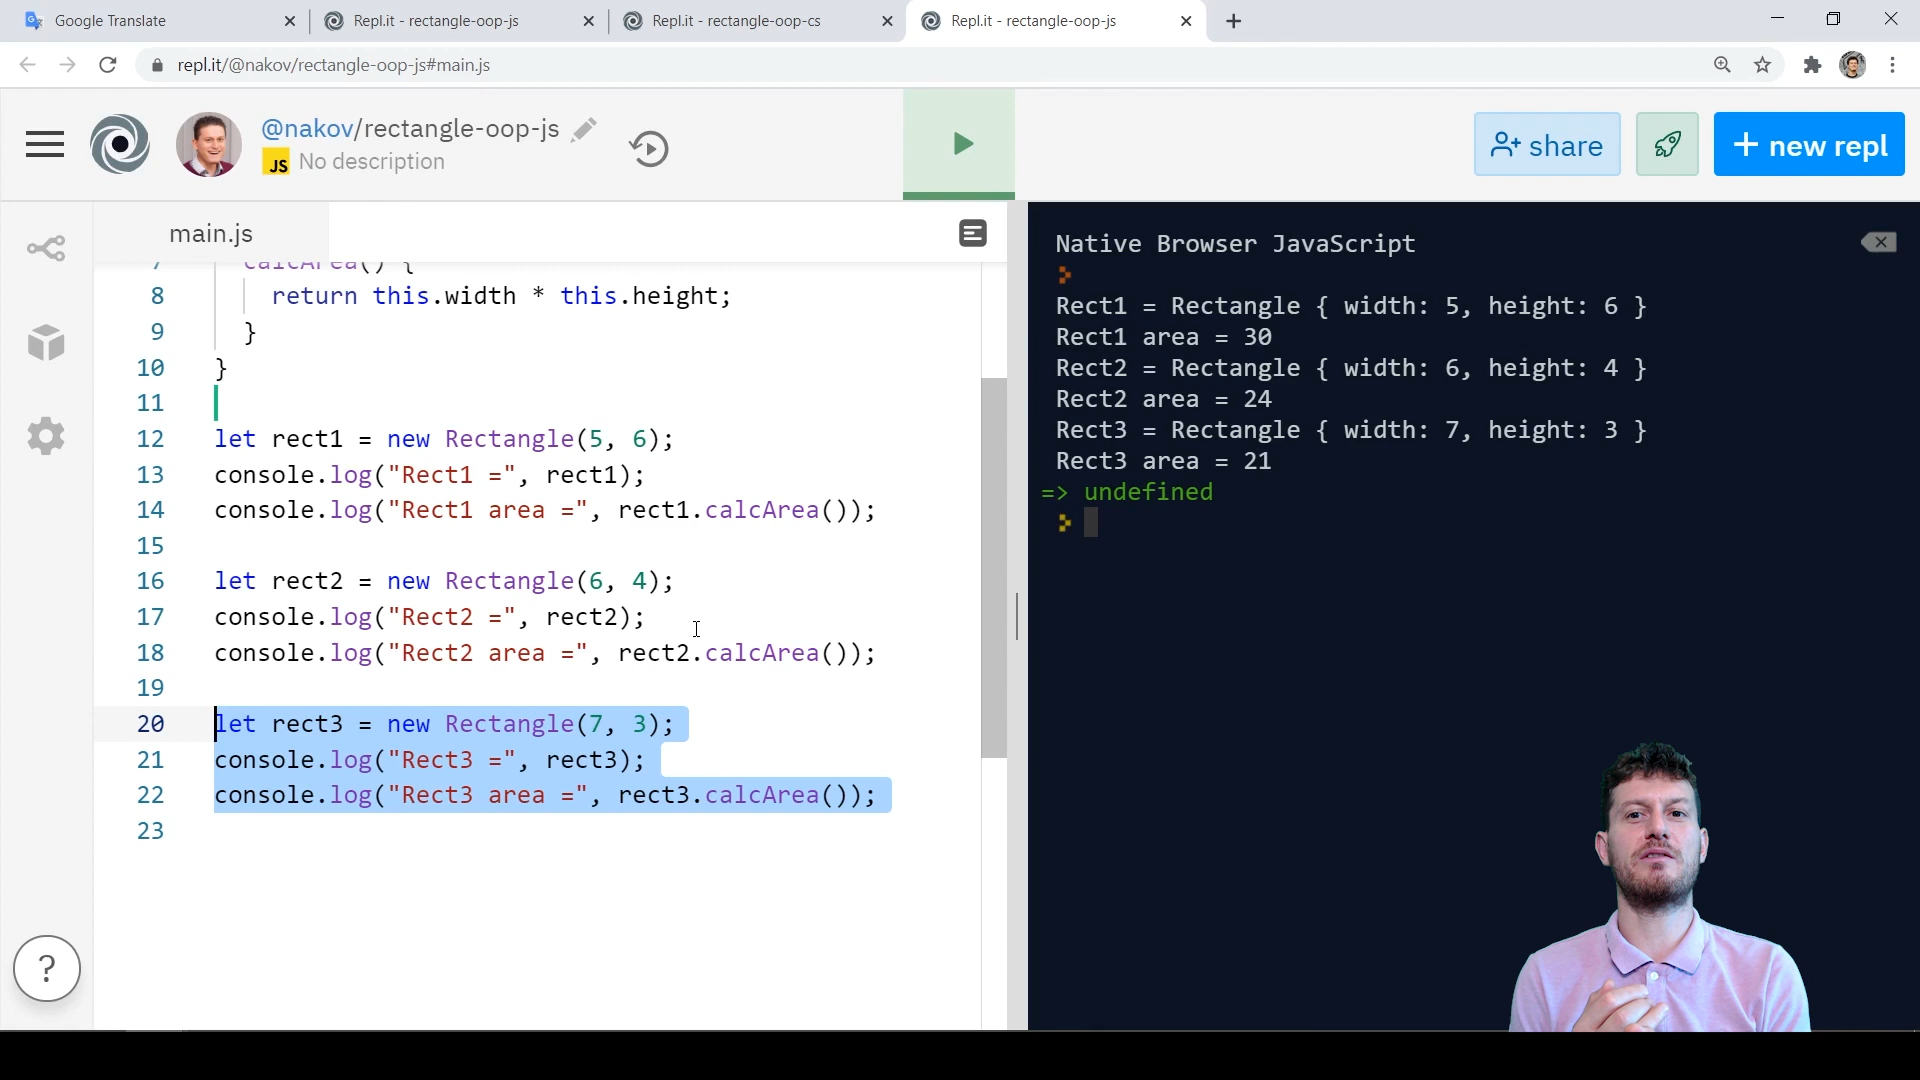 Google Translate
Repl.it - rectangle-oop-js
Repl.it - rectangle-oop-cs
Repl.it - rectangle-oop-js
repl.it/@nakov/rectangle-oop-js#main.js
@nakov/rectangle-oop-js
JS No description
share
+ new repl
main.js
7 calcArea() {
8 return this.width * this.height;
9 }
10 }
11
12 let rect1 = new Rectangle(5, 6);
13 console.log("Rect1 =", rect1);
14 console.log("Rect1 area =", rect1.calcArea());
15
16 let rect2 = new Rectangle(6, 4);
17 console.log("Rect2 =", rect2);
18 console.log("Rect2 area =", rect2.calcArea());
19
20 let rect3 = new Rectangle(7, 3);
21 console.log("Rect3 =", rect3);
22 console.log("Rect3 area =", rect3.calcArea());
23
?
Native Browser JavaScript
Rect1 = Rectangle { width: 5, height: 6 }
Rect1 area = 30
Rect2 = Rectangle { width: 6, height: 4 }
Rect2 area = 24
Rect3 = Rectangle { width: 7, height: 3 }
Rect3 area = 21
=> undefined